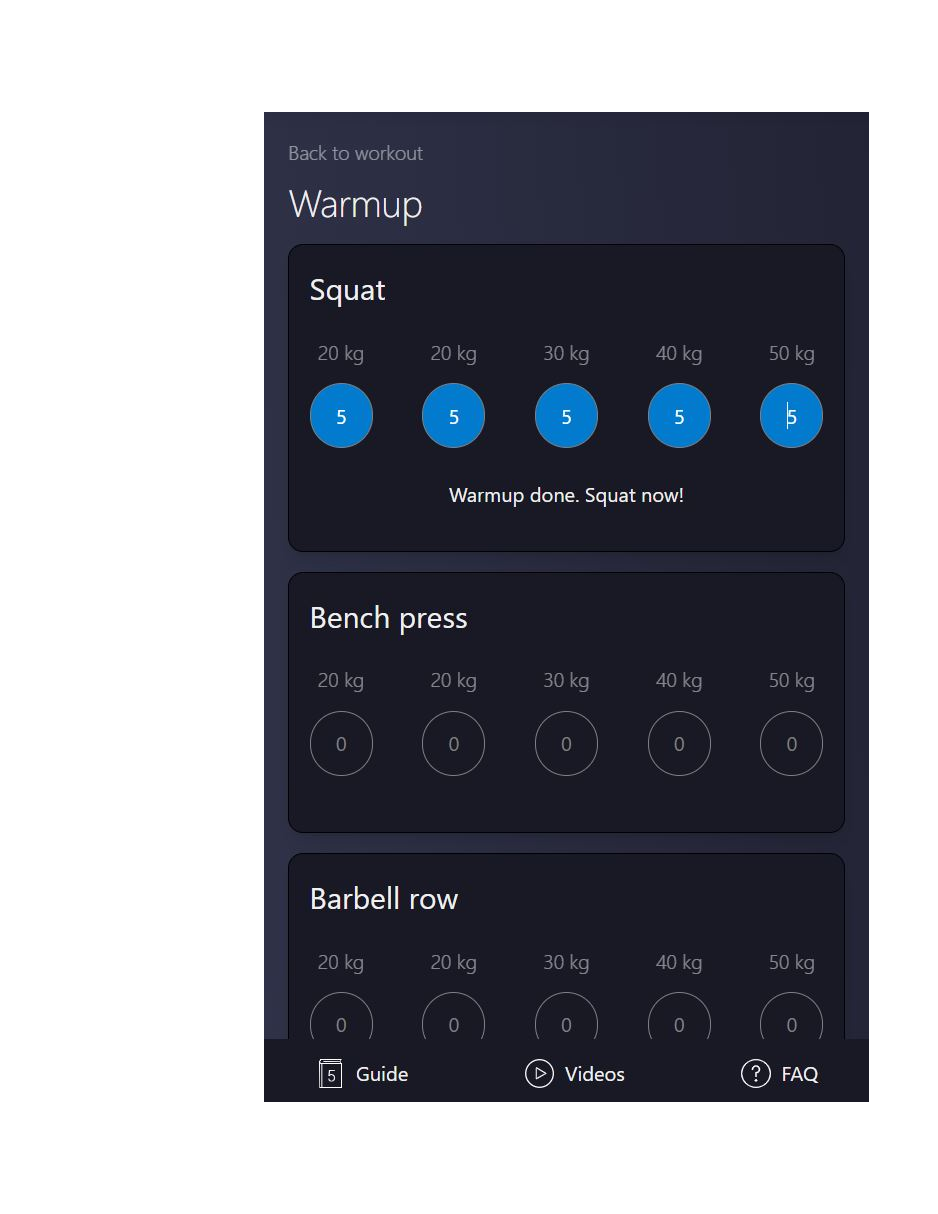 Back to workout
Warmup
Squat
20 kg 20 kg 30 kg 40 kg 50 kg
5 5 5 5 5
Warmup done. Squat now!
Bench press
20 kg 20 kg 30 kg 40 kg 50 kg
0 0 0 0 0
Barbell row
20 kg 20 kg 30 kg 40 kg 50 kg
0 0 0 0 0
5 Guide Videos ? FAQ